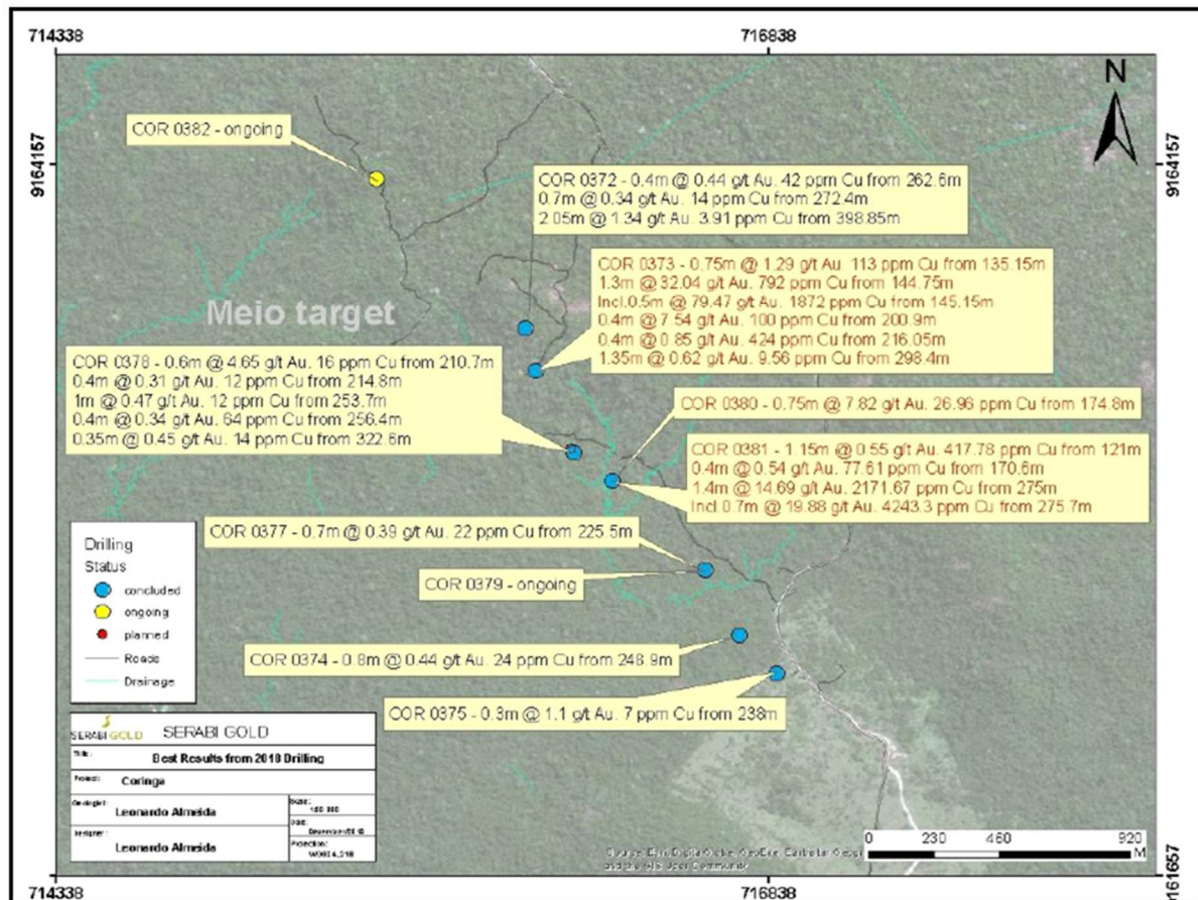 714338
716838
N
9164157
9164157
COR 0382 - ongoing
COR 0372 - 0.4m @ 0.44 g/t Au. 42 ppm Cu from 262.6m
0.7m @ 0.34 g/t Au. 14 ppm Cu from 272.4m
2.05m @ 1.34 g/t Au. 3.91 ppm Cu from 398.85m
COR 0373 - 0.75m @ 1.29 g/t Au. 113 ppm Cu from 135.15m
1.3m @ 32.04 g/t Au. 792 ppm Cu from 144.75m
Incl.0.5m @ 79.47 g/t Au. 1872 ppm Cu from 145.15m
0.4m @ 7.54 g/t Au. 100 ppm Cu from 200.9m
0.4m @ 0.85 g/t Au. 424 ppm Cu from 216.05m
1.35m @ 0.62 g/t Au. 9.56 ppm Cu from 298.4m
Meio target
COR 0378 - 0.6m @ 4.65 g/t Au. 16 ppm Cu from 210.7m
0.4m @ 0.31 g/t Au. 12 ppm Cu from 214.8m
1m @ 0.47 g/t Au. 12 ppm Cu from 253.7m
0.4m @ 0.34 g/t Au. 64 ppm Cu from 256.4m
0.35m @ 0.45 g/t Au. 14 ppm Cu from 322.6m
COR 0380 - 0.75m @ 7.82 g/t Au. 26.96 ppm Cu from 174.8m
COR 0381 - 1.15m @ 0.55 g/t Au. 417.78 ppm Cu from 121m
0.4m @ 0.54 g/t Au. 77.61 ppm Cu from 170.6m
1.4m @ 14.69 g/t Au. 2171.67 ppm Cu from 275m
Incl 0.7m @ 19.88 g/t Au. 4243.3 ppm Cu from 275.7m
COR 0377 - 0.7m @ 0.39 g/t Au. 22 ppm Cu from 225.5m
COR 0379 - ongoing
COR 0374 - 0.8m @ 0.44 g/t Au. 24 ppm Cu from 248.9m
COR 0375 - 0.3m @ 1.1 g/t Au. 7 ppm Cu from 238m
Drilling
Status
concluded
ongoing
planned
Roads
Drainage
SERABI GOLD
SERABI GOLD
Title:
Best Results from 2018 Drilling
Project:
Coringa
Geologist:
Leonardo Almeida
Designer:
Leonardo Almeida
Scale:
Date:
Projection:
0 230 460 920
M
and the GIS User Community
714338
716838
9161657